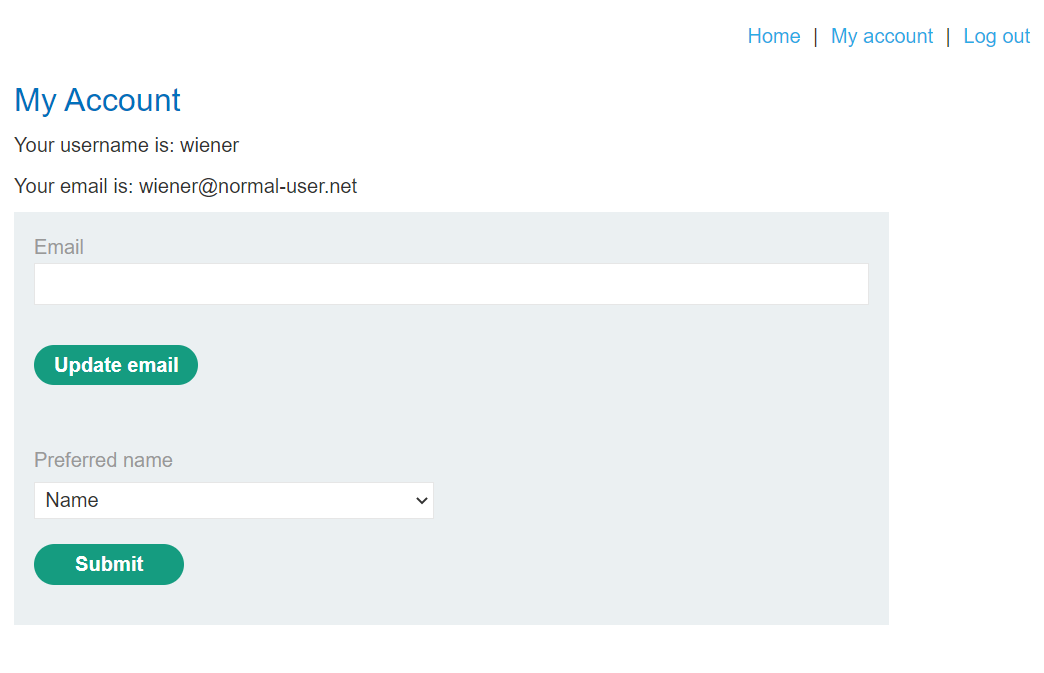 Home | My account | Log out
My Account
Your username is: wiener
Your email is: wiener@normal-user.net
Email
Update email
Preferred name
Name
Submit